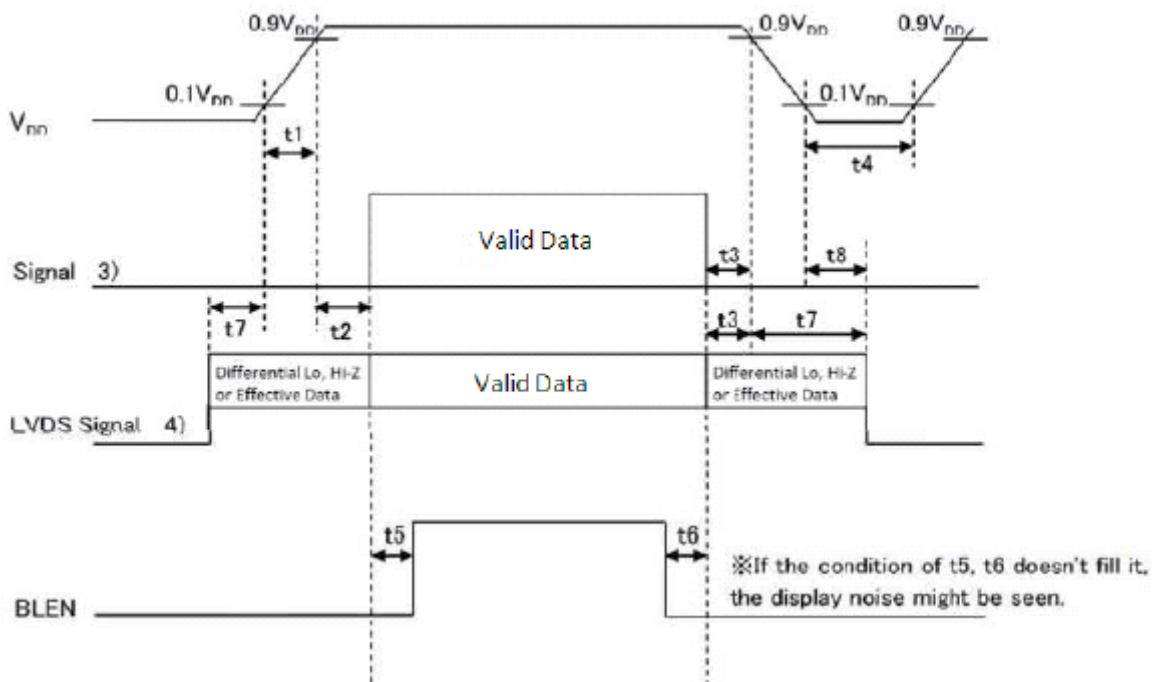 0.9VDD
0.9VDD
0.9VDD
0.1VDD
0.1VDD
VDD
t1
t4
Valid Data
Signal 3)
t3
t8
t7
t2
t3
t7
Differential Lo, Hi-Z
or Effective Data
Valid Data
Differential Lo, Hi-Z
or Effective Data
LVDS Signal 4)
t5
t6
※If the condition of t5, t6 doesn't fill it,
the display noise might be seen.
BLEN